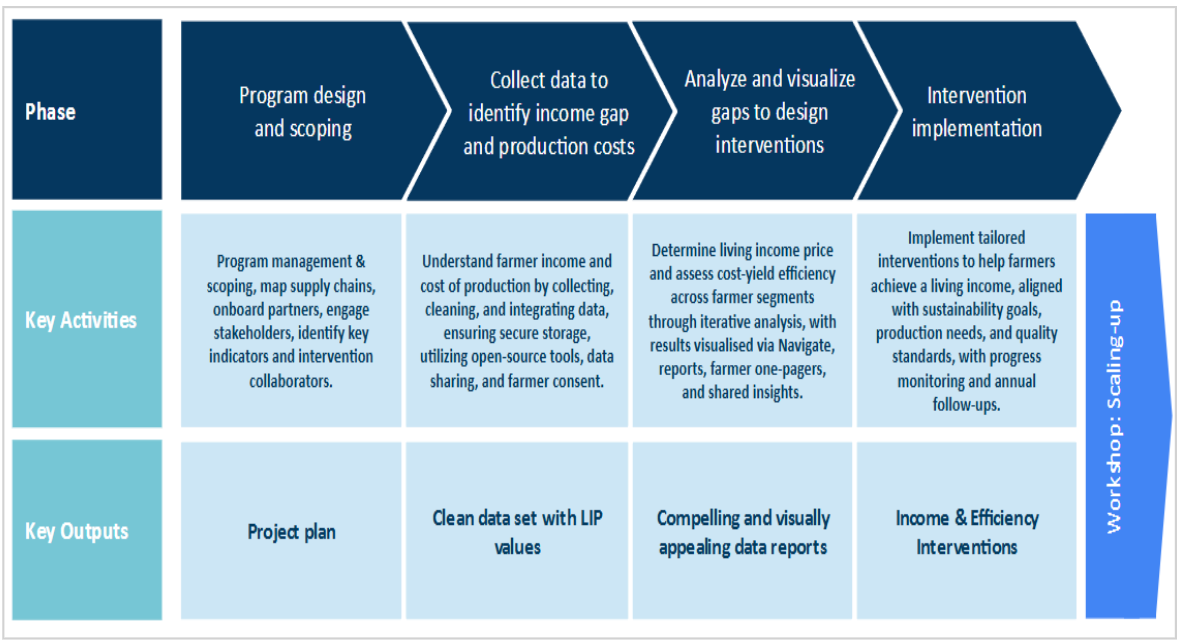 Phase
Program design
and scoping
Collect data to
identify income gap
and production costs
Analyze and visualize
gaps to design
interventions
Intervention
implementation
Key Activities
Program management &
scoping, map supply chains,
onboard partners, engage
stakeholders, identify key
indicators and intervention
collaborators.
Understand farmer income and
cost of production by collecting,
cleaning, and integrating data,
ensuring secure storage,
utilizing open-source tools, data
sharing, and farmer consent.
Determine living income price
and assess cost-yield efficiency
across farmer segments
through iterative analysis, with
results visualised via Navigate,
reports, farmer one-pagers,
and shared insights.
Implement tailored
interventions to help farmers
achieve a living income, aligned
with sustainability goals,
production needs, and quality
standards, with progress
monitoring and annual
follow-ups.
Key Outputs
Project plan
Clean data set with LIP
values
Compelling and visually
appealing data reports
Income & Efficiency
Interventions
Workshop: Scaling-up